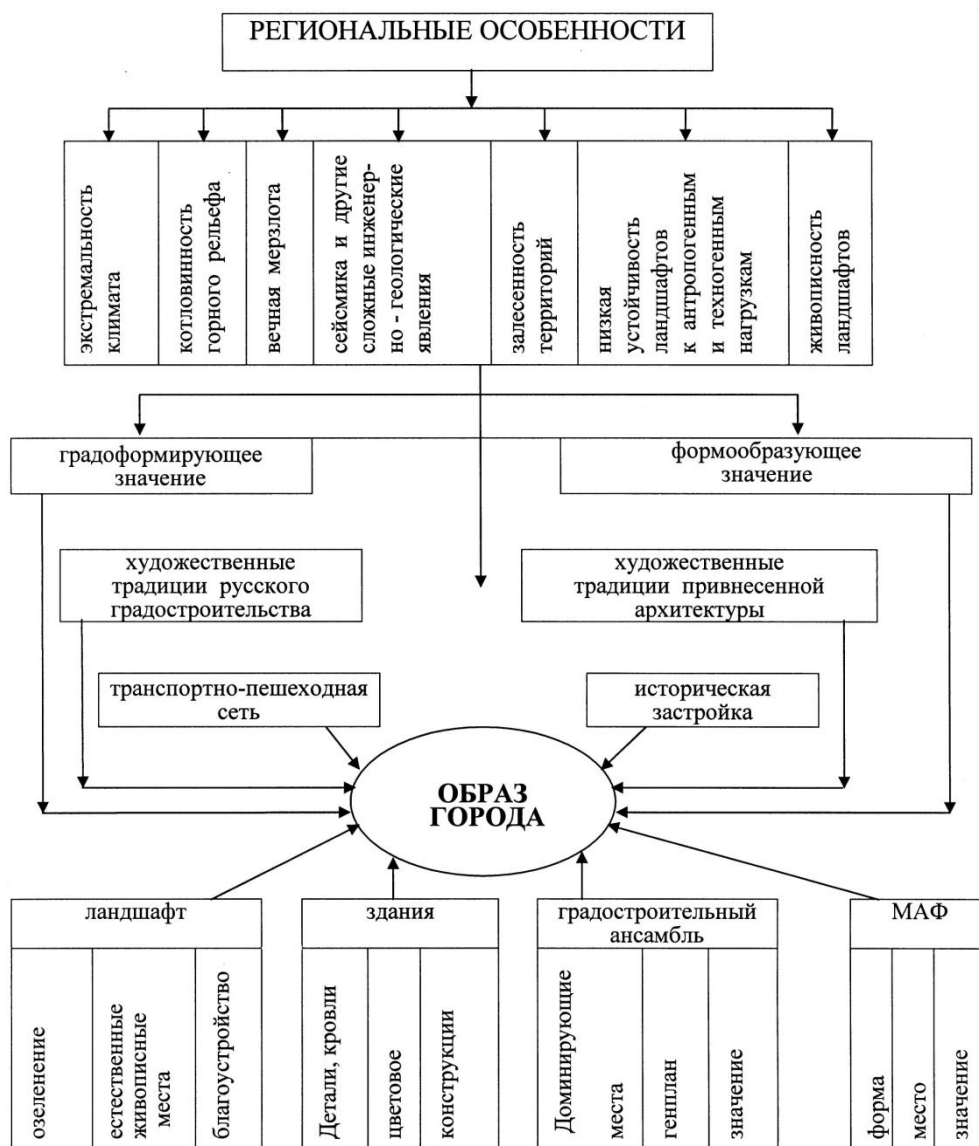 РЕГИОНАЛЬНЫЕ ОСОБЕННОСТИ
экстремальность
климата
котловинность
горного рельефа
вечная мерзлота
сейсмика и другие
сложные инженер-
но - геологические
явления
залесенность
территорий
низкая
устойчивость
ландшафтов
к антропогенным
и техногенным
нагрузкам
живописность
ландшафтов
градоформирующее
значение
формообразующее
значение
художественные
традиции русского
градостроительства
художественные
традиции привнесенной
архитектуры
транспортно-пешеходная
сеть
историческая
застройка
ОБРАЗ
ГОРОДА
ландшафт
озеленение
естественные
живописные
места
благоустройство
здания
Детали, кровли
цветовое
конструкции
градостроительный
ансамбль
Доминирующие
места
генплан
значение
МАФ
форма
место
значение